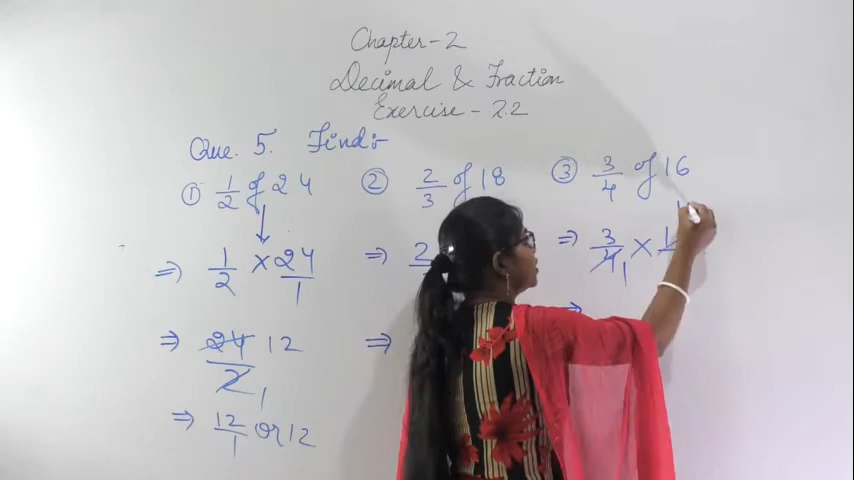 Chapter-2
Decimal & Fraction
Exercise - 2.2
Que. 5. Find:-
① 1/2 of 24
② 2/3 of 18
③ 3/4 of 16
⇒ 1/2 × 24/1
⇒ 2
⇒ 3/4 1 ×
⇒ 24/2 12 1
⇒
⇒ 12/1 or 12